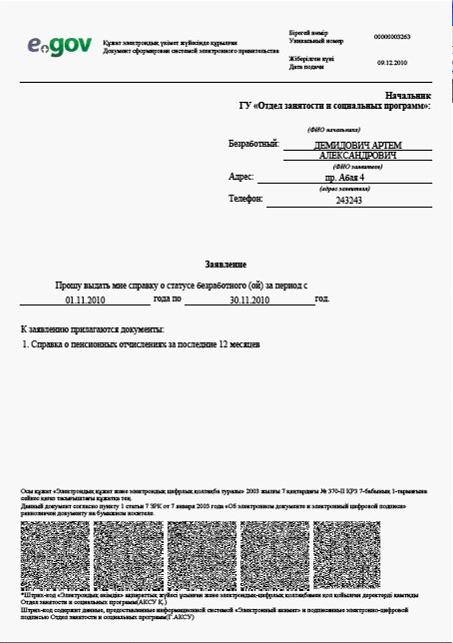 e.gov
Құжат электрондық үкімет жүйесінде құрылған
Документ сформирован системой электронного правительства
Бірегей нөмір
Уникальный номер
00000003263
Жіберілген күні
Дата подачи
09.12.2010
Начальник
ГУ «Отдел занятости и социальных программ»:
(ФИО начальника)
Безработный: ДЕМИДОВИЧ АРТЕМ
АЛЕКСАНДРОВИЧ
(ФИО заявителя)
Адрес: пр. Абая 4
(адрес заявителя)
Телефон: 243243
Заявление
Прошу выдать мне справку о статусе безработного (ой) за период с
01.11.2010 года по 30.11.2010 год.
К заявлению прилагаются документы:
1. Справка о пенсионных отчислениях за последние 12 месяцев
Осы құжат «Электрондық құжат және электрондық цифрлық қолтаңба туралы» 2003 жылғы 7 қаңтардағы № 370-II ҚРЗ 7-бабының 1-тармағына
сәйкес қағаз тасығыштағы құжатқа тең.
Данный документ согласно пункту 1 статьи 7 ЗРК от 7 января 2003 года «Об электронном документе и электронной цифровой подписи»
равнозначен документу на бумажном носителе.
*Штрих-код «Электрондық әкімдік» ақпараттық жүйесі ұсынған және электрондық-цифрлық қолтаңбамен қол қойылған деректерді қамтиды
Отдел занятости и социальных программ(АКСУ Қ.)
Штрих-код содержит данные, предоставленные информационной системой «Электронный акимат» и подписанные электронно-цифровой
подписью Отдел занятости и социальных программ(Г.АКСУ)